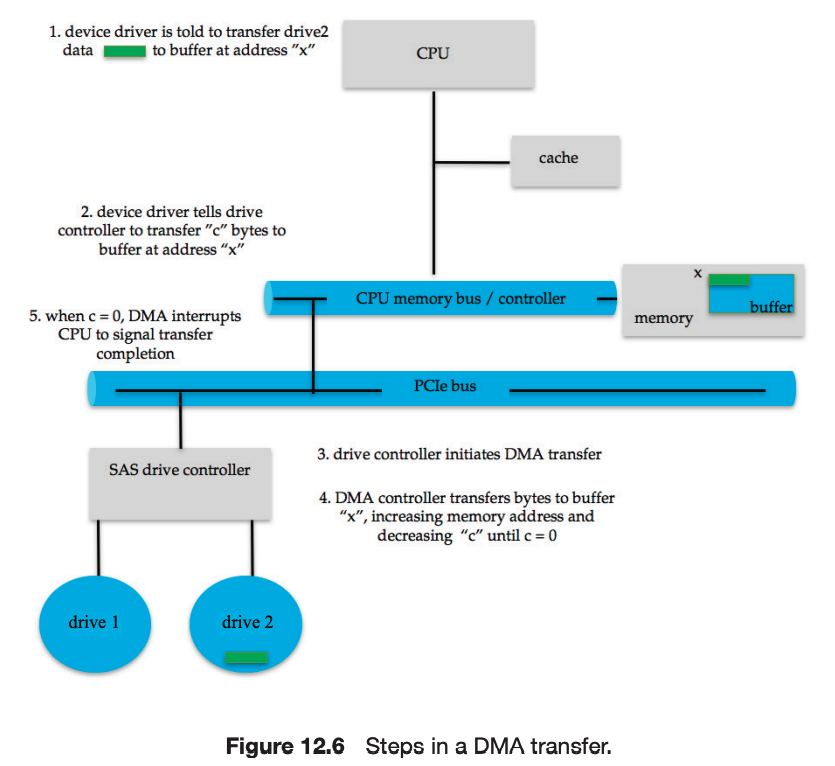 1. device driver is told to transfer drive2
data to buffer at address "x"
CPU
cache
2. device driver tells drive
controller to transfer "c" bytes to
buffer at address "x"
CPU memory bus / controller
x
buffer
memory
5. when c = 0, DMA interrupts
CPU to signal transfer
completion
PCIe bus
SAS drive controller
3. drive controller initiates DMA transfer
4. DMA controller transfers bytes to buffer
"x", increasing memory address and
decreasing "c" until c = 0
drive 1
drive 2
Figure 12.6 Steps in a DMA transfer.